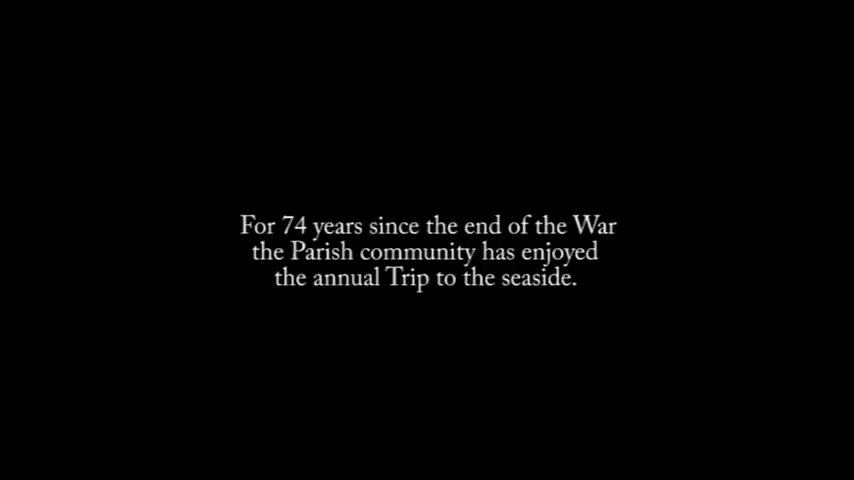 For 74 years since the end of the War
the Parish community has enjoyed
the annual Trip to the seaside.